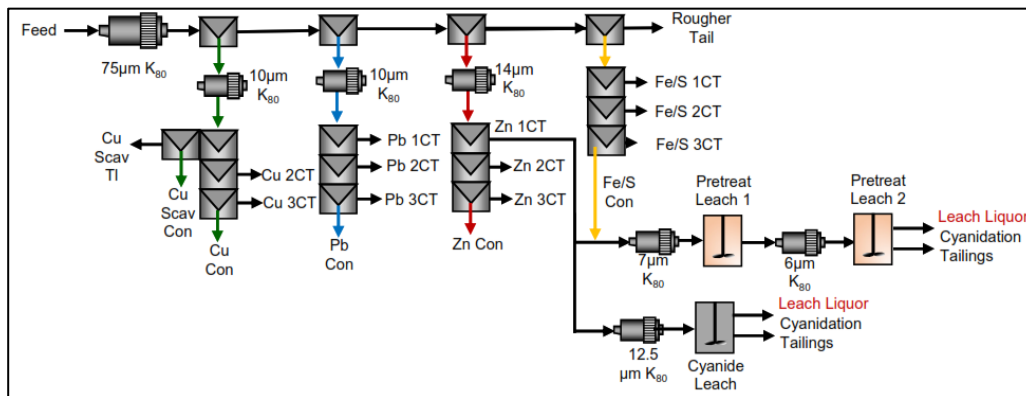 Feed
75µm K80
10µm
K80
10µm
K80
14µm
K80
Rougher
Tail
Cu
Scav
Tl
Cu
Scav
Con
Cu 2CT
Cu 3CT
Cu
Con
Pb 1CT
Pb 2CT
Pb 3CT
Pb
Con
Zn 1CT
Zn 2CT
Zn 3CT
Zn Con
Fe/S 1CT
Fe/S 2CT
Fe/S 3CT
Fe/S
Con
7µm
K80
Pretreat
Leach 1
6µm
K80
Pretreat
Leach 2
Leach Liquor
Cyanidation
Tailings
12.5
µm K80
Cyanide
Leach
Leach Liquor
Cyanidation
Tailings